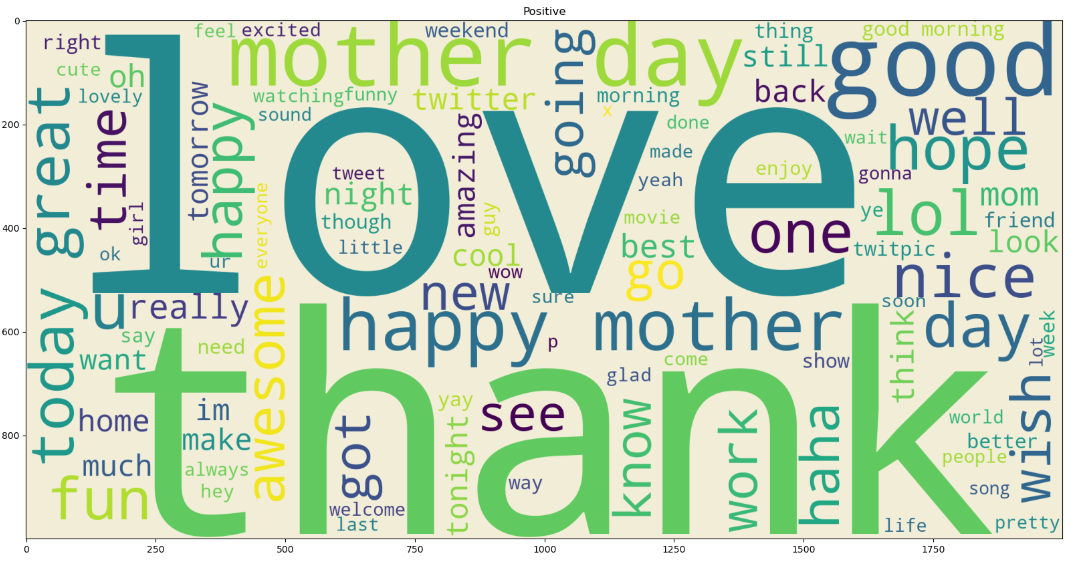 Positive
0
200
400
600
800
0
250
500
750
1000
1250
1500
1750
right
feel
excited
mother day
weekend
going
thing
still
good morning
good
cute
oh
lovely
great
time
tomorrow
happy
watching
funny
sound
twitter
morning
x
back
well
love
done
made
yeah
wait
hope
tweet
night
though
little
amazing
guy
enjoy
gonna
one
girl
ok
ur
everyone
cool
wow
movie
best
go
ye
lol
mom
friend
look
twitpic
nice
today
u
really
awesome
new
sure
soon
say
want
need
happy mother
p
come
show
think
day
lot
week
thank
glad
home
im
make
much
always
hey
fun
got
welcome
last
yay
see
tonight
way
know
work
haha
wish
world
better
people
song
life
pretty